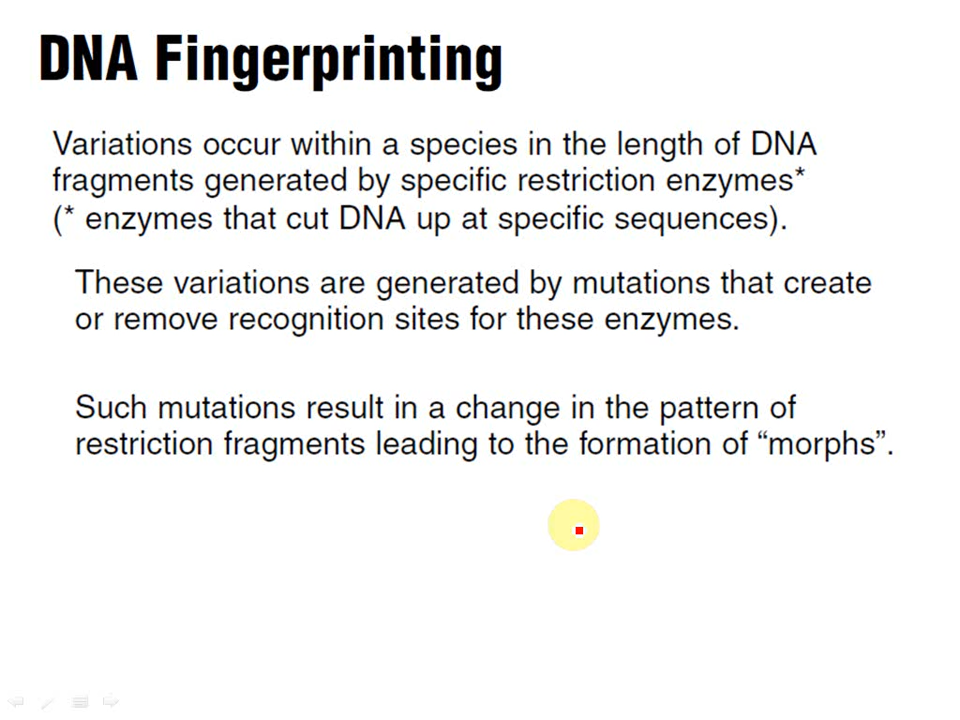 DNA Fingerprinting
Variations occur within a species in the length of DNA
fragments generated by specific restriction enzymes*
(* enzymes that cut DNA up at specific sequences).
These variations are generated by mutations that create
or remove recognition sites for these enzymes.
Such mutations result in a change in the pattern of
restriction fragments leading to the formation of “morphs”.